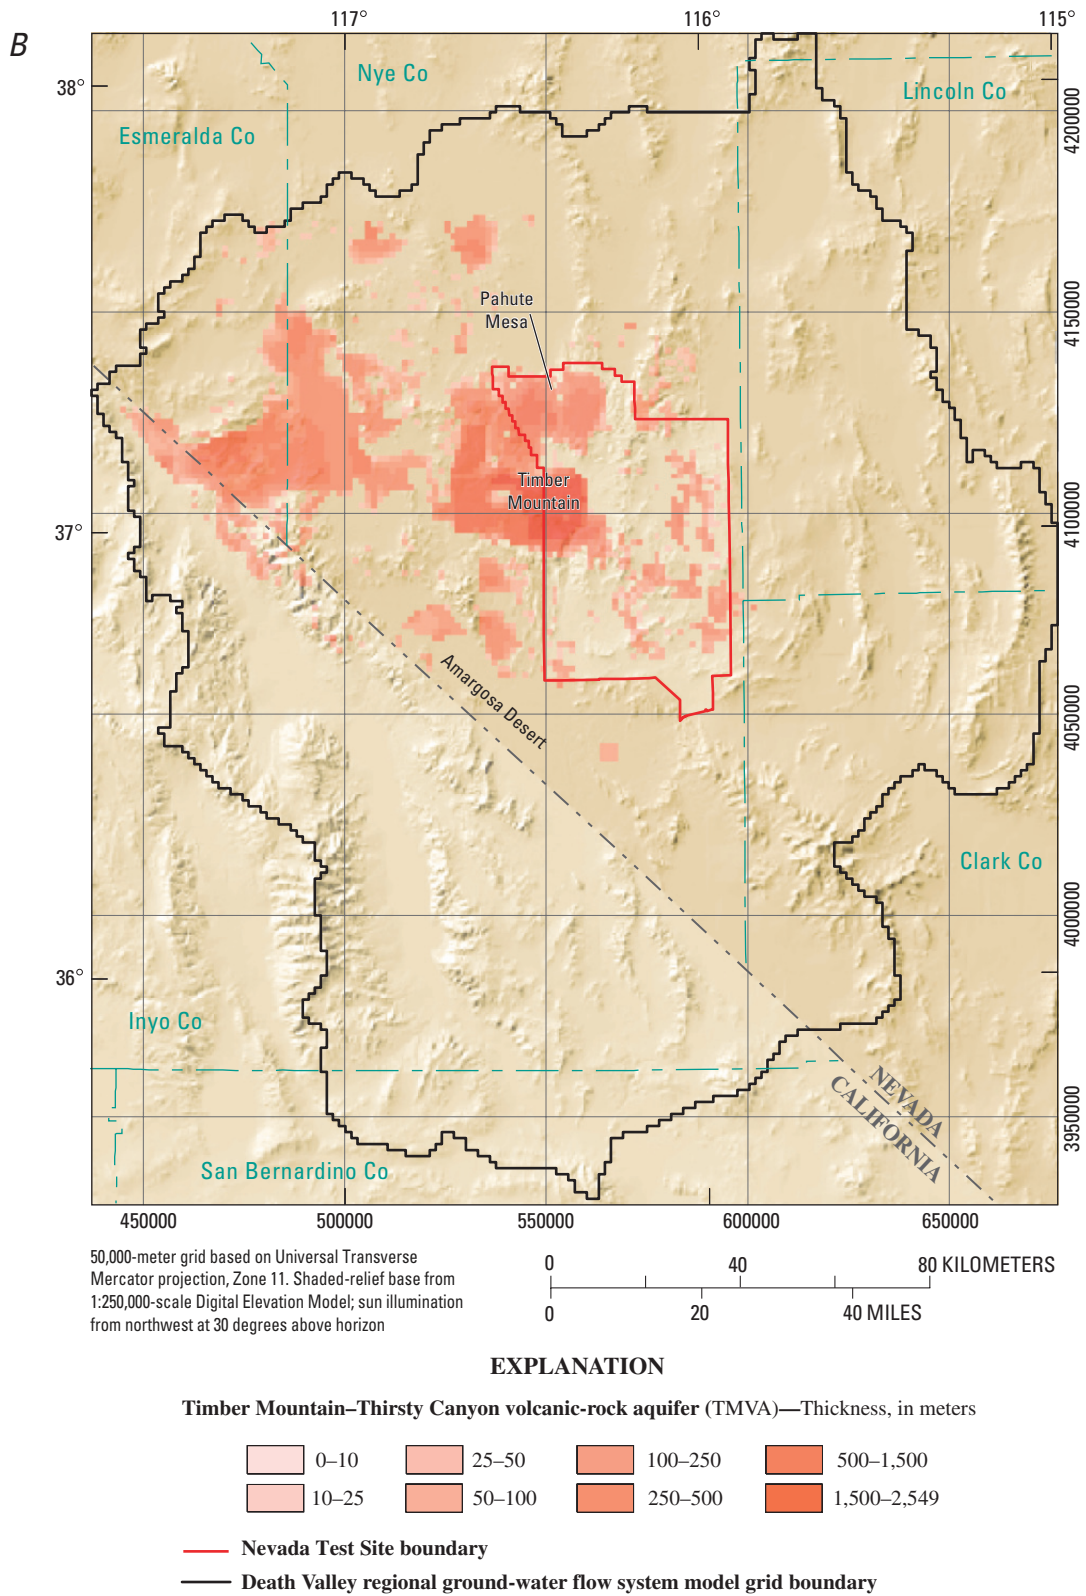 B
117°
116°
115°
38°
Nye Co
Lincoln Co
Esmeralda Co
4200000
Pahute
Mesa
4150000
Timber
Mountain
37°
4100000
Amargosa Desert
4050000
Clark Co
4000000
36°
Inyo Co
NEVADA
CALIFORNIA
3950000
San Bernardino Co
450000
500000
550000
600000
650000
50,000-meter grid based on Universal Transverse
Mercator projection, Zone 11. Shaded-relief base from
1:250,000-scale Digital Elevation Model; sun illumination
from northwest at 30 degrees above horizon
0 40 80 KILOMETERS
0 20 40 MILES
EXPLANATION
Timber Mountain–Thirsty Canyon volcanic-rock aquifer (TMVA)—Thickness, in meters
0–10 25–50 100–250 500–1,500
10–25 50–100 250–500 1,500–2,549
Nevada Test Site boundary
Death Valley regional ground-water flow system model grid boundary